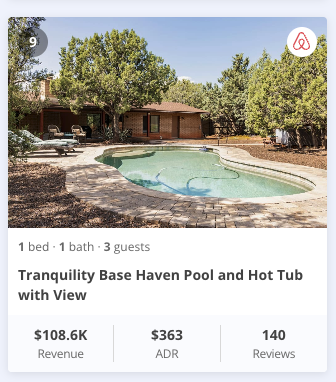 9
1 bed · 1 bath · 3 guests
Tranquility Base Haven Pool and Hot Tub
with View
$108.6K $363 140
Revenue ADR Reviews